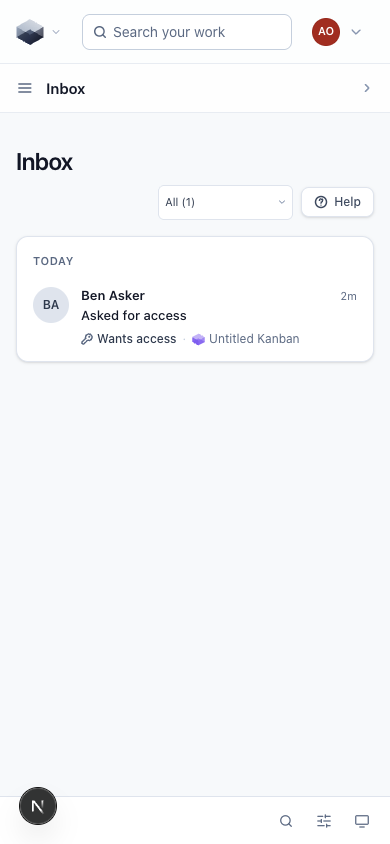 Search your work
AO
Inbox
Inbox
All (1)
Help
TODAY
BA
Ben Asker
2m
Asked for access
Wants access · Untitled Kanban
N